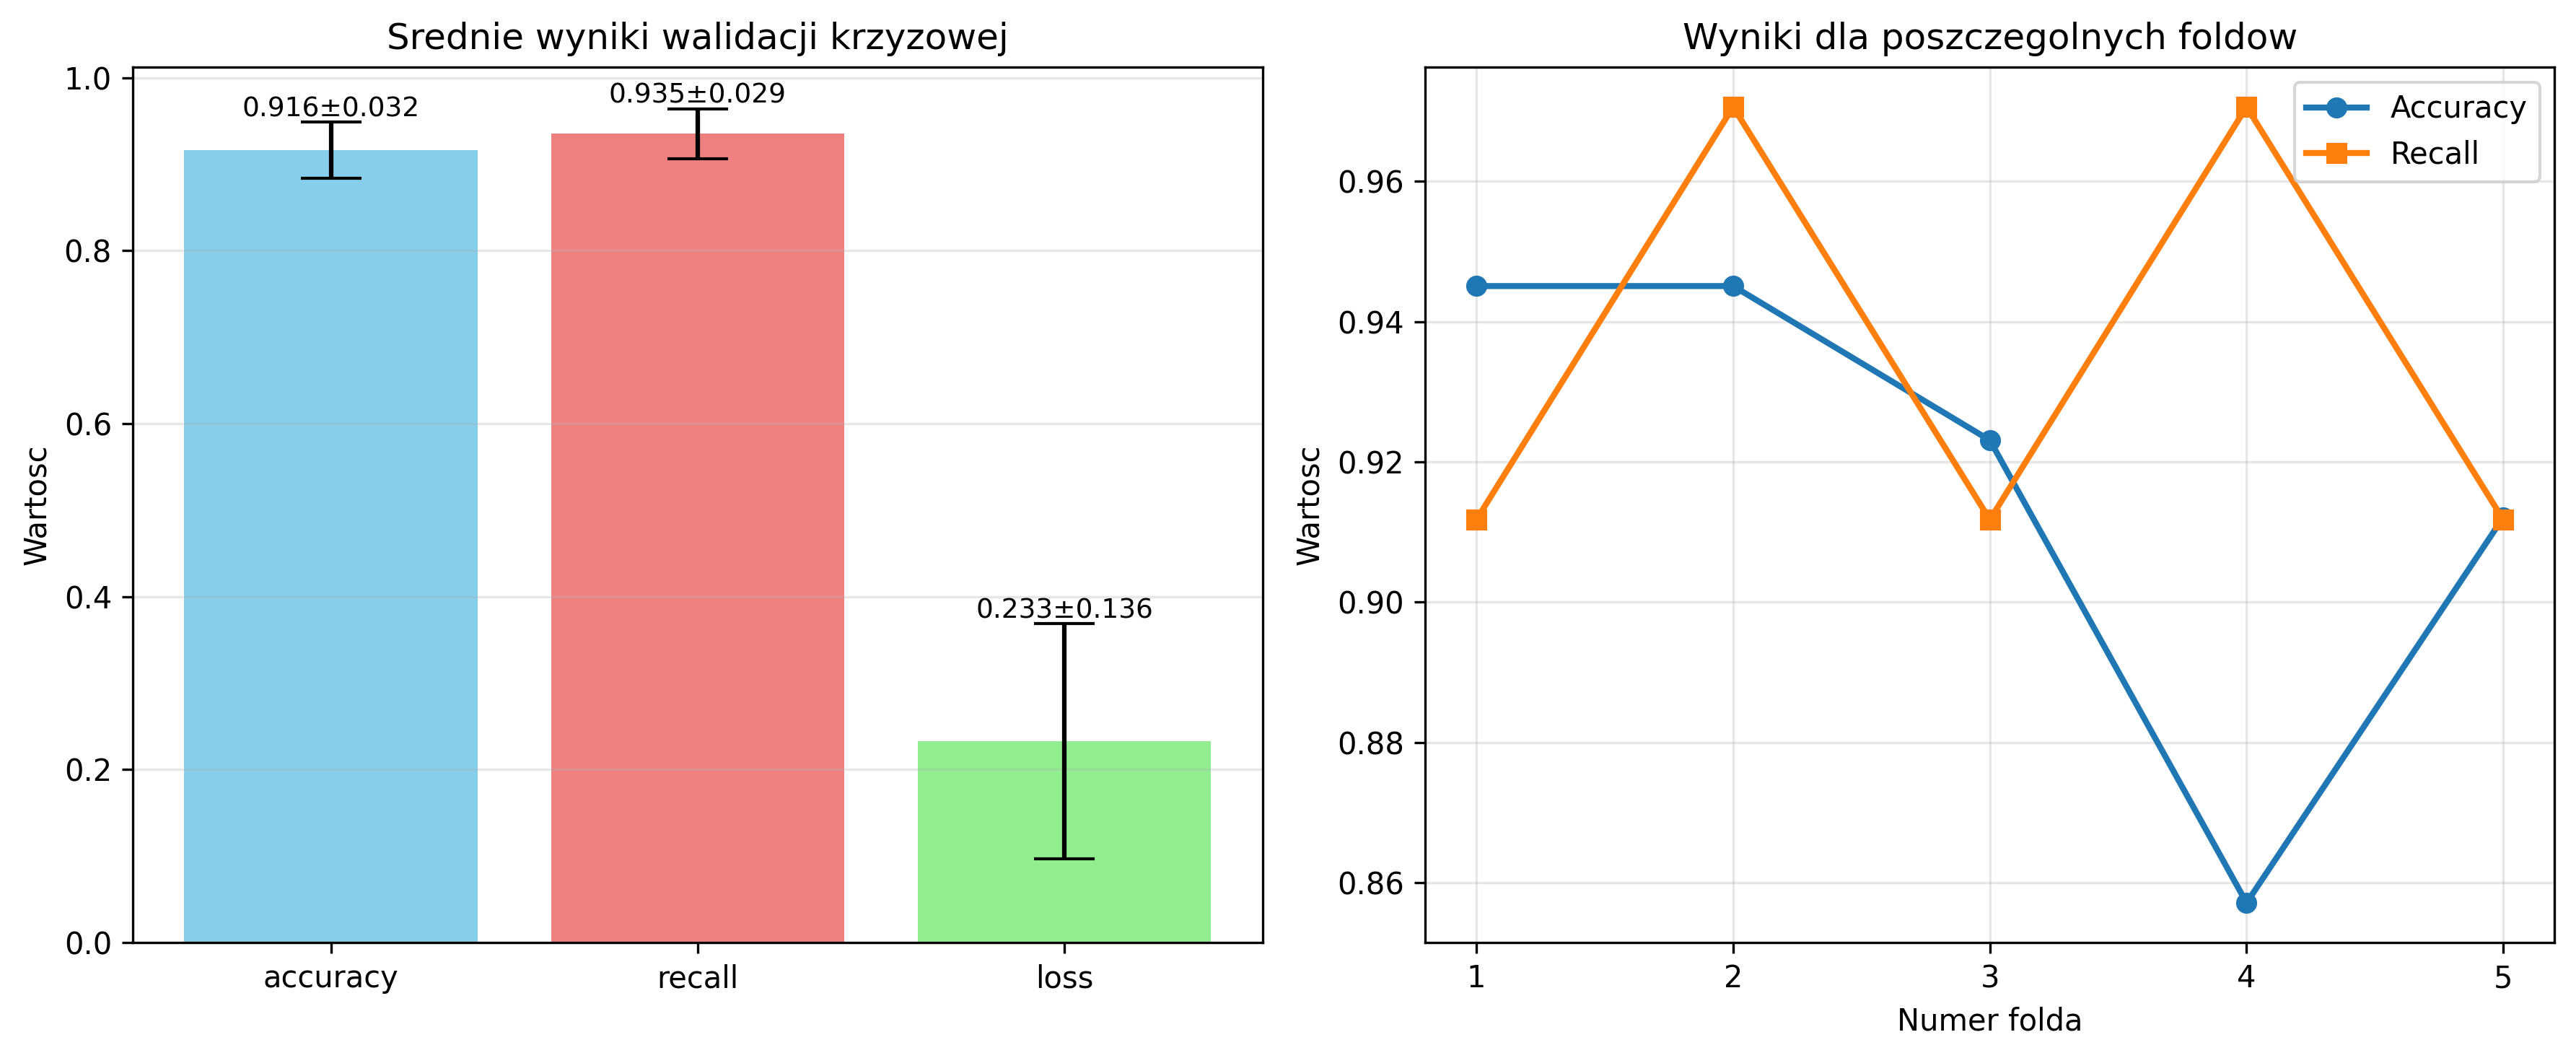 Srednie wyniki walidacji krzyzowej
Wartosc
1.0
0.8
0.6
0.4
0.2
0.0
0.916±0.032
0.935±0.029
0.233±0.136
accuracy
recall
loss
Wyniki dla poszczegolnych foldow
Wartosc
0.96
0.94
0.92
0.90
0.88
0.86
Accuracy
Recall
1
2
3
4
5
Numer folda